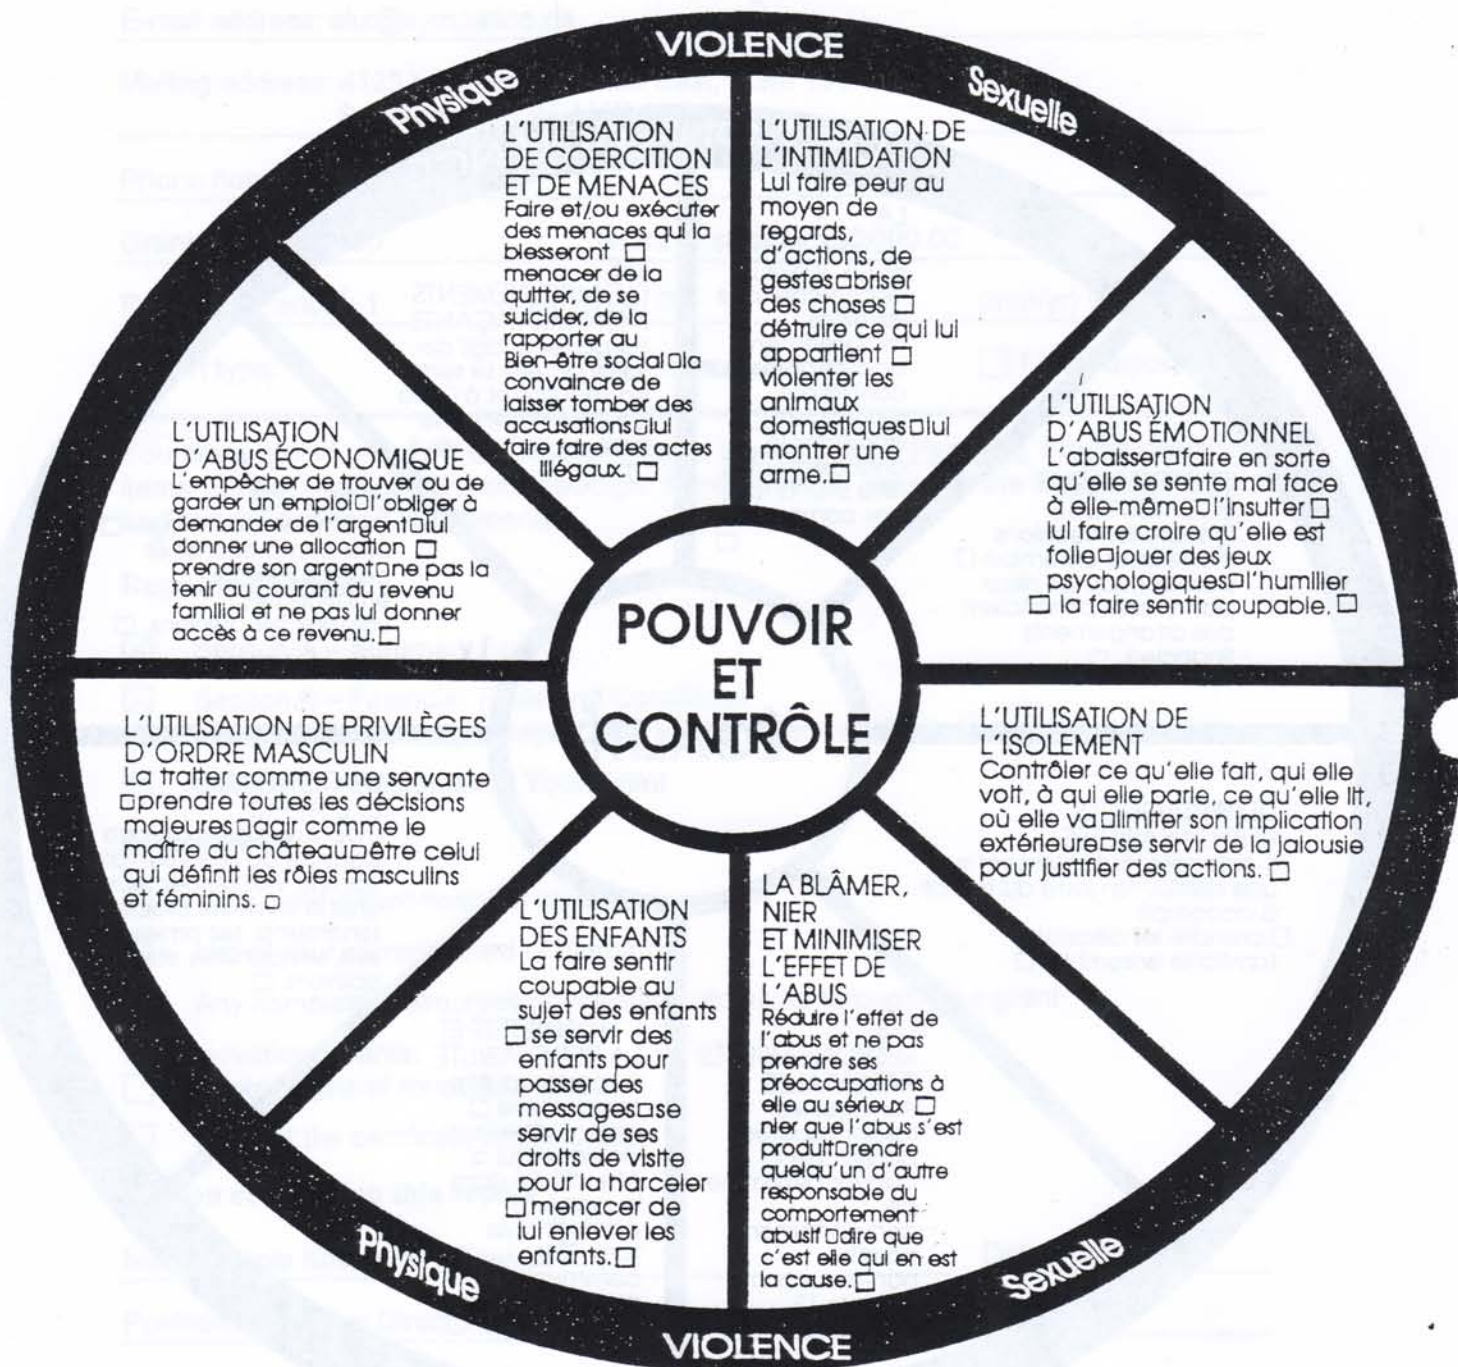 VIOLENCE
Physique
Sexuelle
L'UTILISATION
DE COERCITION
ET DE MENACES
Faire et/ou exécuter
des menaces qui la
blesseront □
menacer de la
quitter, de se
suicider, de la
rapporter au
Bien-être social□la
convaincre de
laisser tomber des
accusations□lui
faire faire des actes
illégaux. □
L'UTILISATION DE
L'INTIMIDATION
Lui faire peur au
moyen de
regards,
d'actions, de
gestes□briser
des choses □
détruire ce qui lui
appartient □
violenter les
animaux
domestiques□lui
montrer une
arme.□
L'UTILISATION
D'ABUS ÉCONOMIQUE
L'empêcher de trouver ou de
garder un emploi□l'obliger à
demander de l'argent□lui
donner une allocation □
prendre son argent□ne pas la
tenir au courant du revenu
familial et ne pas lui donner
accès à ce revenu.□
L'UTILISATION
D'ABUS ÉMOTIONNEL
L'abaisser□faire en sorte
qu'elle se sente mal face
à elle-même□l'insulter □
lui faire croire qu'elle est
folle□jouer des jeux
psychologiques□l'humilier
□ la faire sentir coupable. □
POUVOIR
ET
CONTRÔLE
L'UTILISATION DE PRIVILÈGES
D'ORDRE MASCULIN
La traiter comme une servante
□prendre toutes les décisions
majeures□agir comme le
maître du château□être celui
qui définit les rôles masculins
et féminins. □
L'UTILISATION DE
L'ISOLEMENT
Contrôler ce qu'elle fait, qui elle
voit, à qui elle parle, ce qu'elle lit,
où elle va□limiter son implication
extérieure□se servir de la jalousie
pour justifier des actions. □
L'UTILISATION
DES ENFANTS
La faire sentir
coupable au
sujet des enfants
□ se servir des
enfants pour
passer des
messages□se
servir de ses
droits de visite
pour la harceler
□ menacer de
lui enlever les
enfants.□
LA BLÂMER,
NIER
ET MINIMISER
L'EFFET DE
L'ABUS
Réduire l'effet de
l'abus et ne pas
prendre ses
préoccupations à
elle au sérieux □
nier que l'abus s'est
produit□rendre
quelqu'un d'autre
responsable du
comportement
abusif □dire que
c'est elle qui en est
la cause.□
Physique
Sexuelle
VIOLENCE